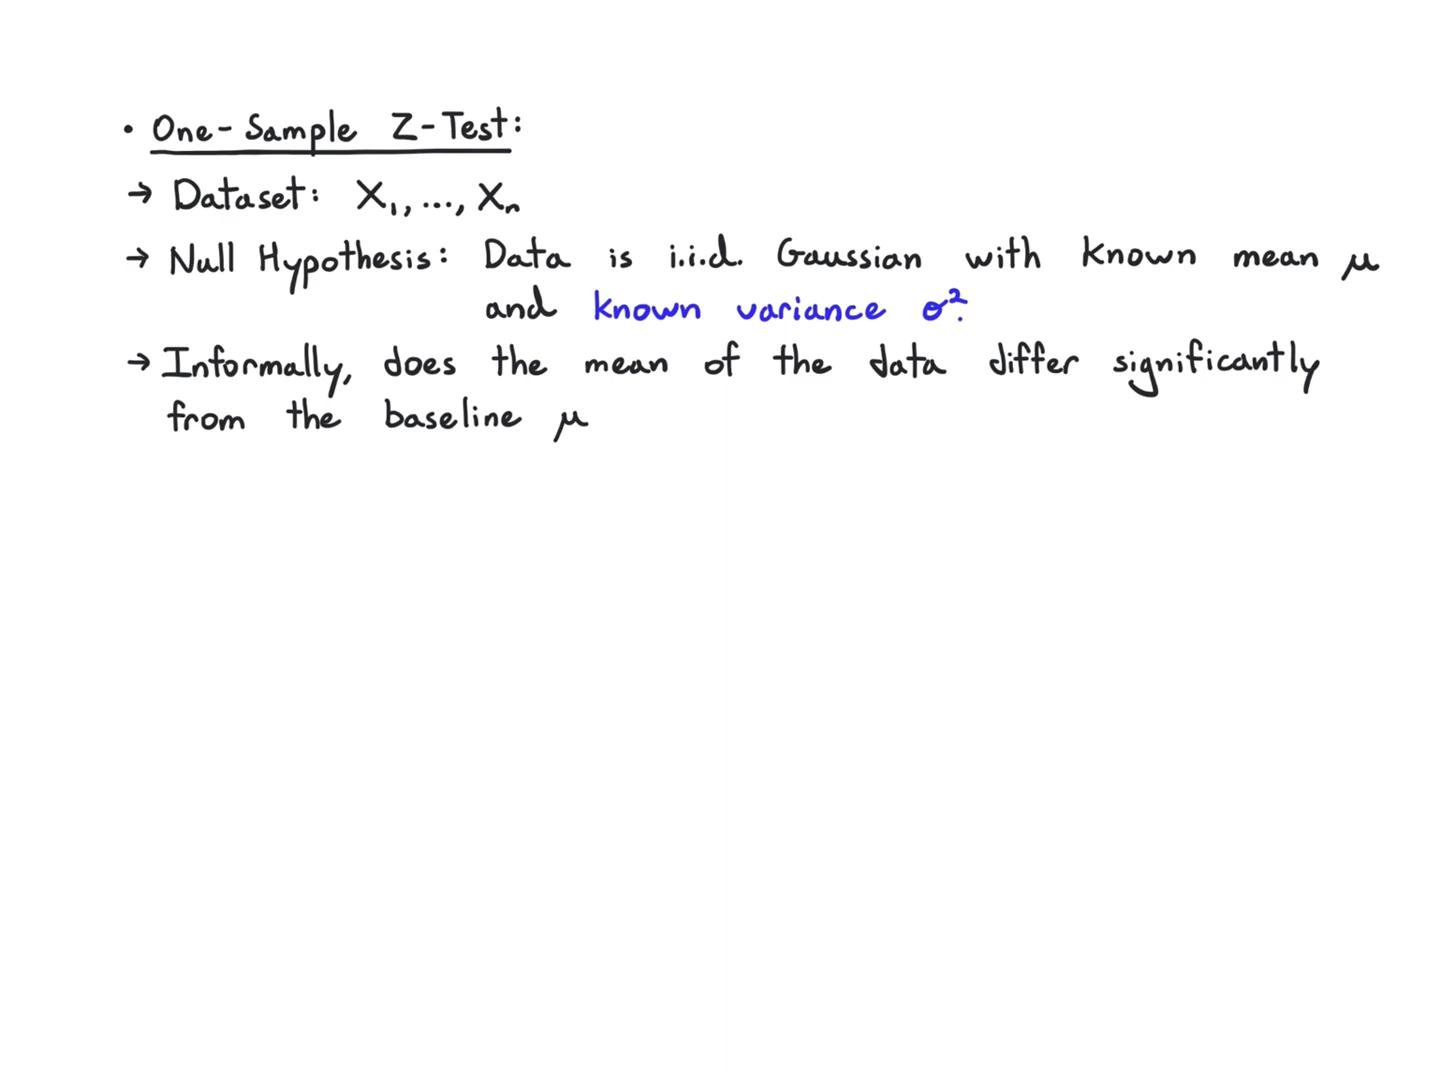 • One-Sample Z-Test:
→ Dataset: X₁, ..., Xₙ
→ Null Hypothesis: Data is i.i.d. Gaussian with known mean μ
and known variance σ².
→ Informally, does the mean of the data differ significantly
from the baseline μ